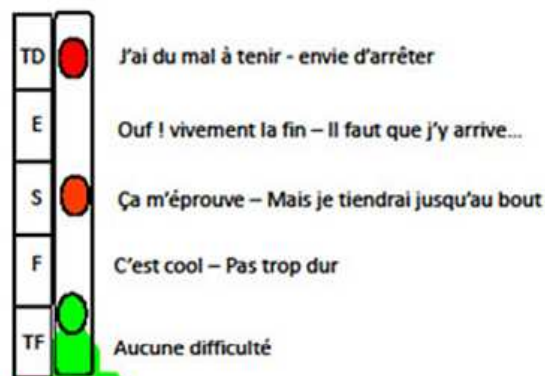 TD J'ai du mal à tenir - envie d'arrêter
E Ouf ! vivement la fin – Il faut que j'y arrive...
S Ça m'éprouve – Mais je tiendrai jusqu'au bout
F C'est cool – Pas trop dur
TF Aucune difficulté